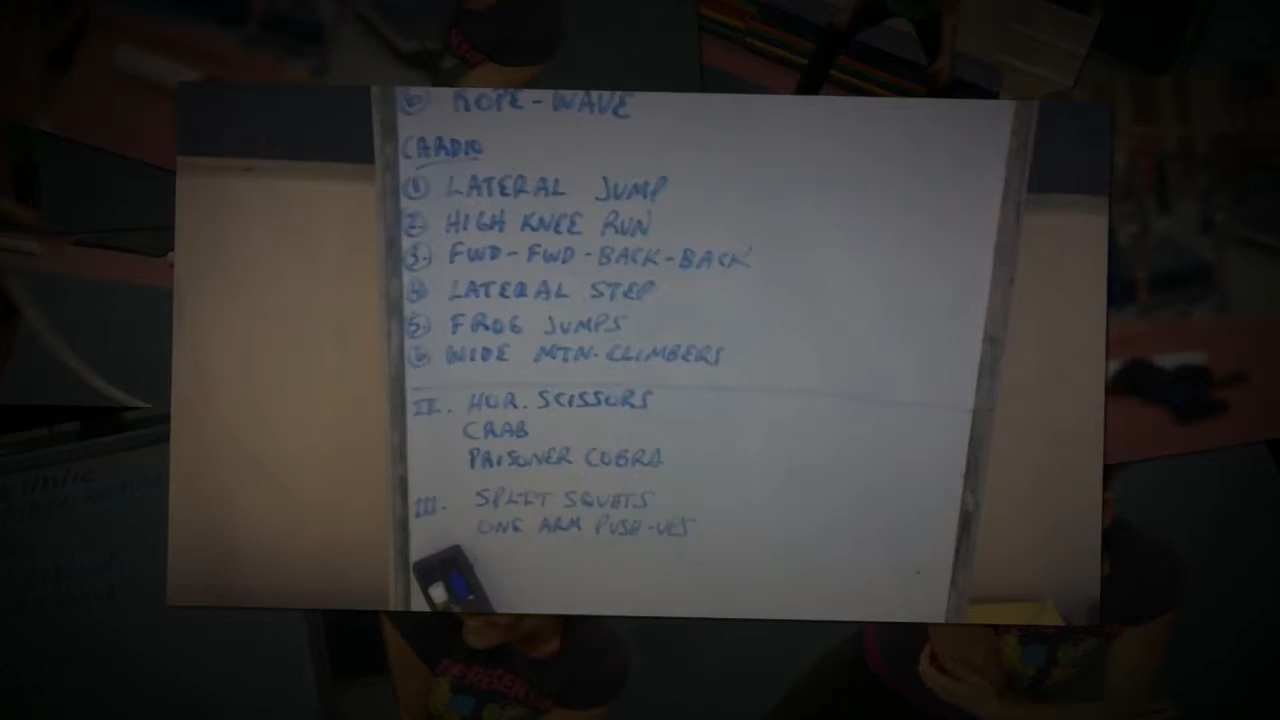 ⑥ ROPE-WAVE
CARDIO
① LATERAL JUMP
② HIGH KNEE RUN
③ FWD-FWD-BACK-BACK
④ LATERAL STEP
⑤ FROG JUMPS
⑥ WIDE MTN. CLIMBERS
II. HOR. SCISSORS
CRAB
PRISONER COBRA
III. SPLIT SQUATS
ONE ARM PUSH-UPS